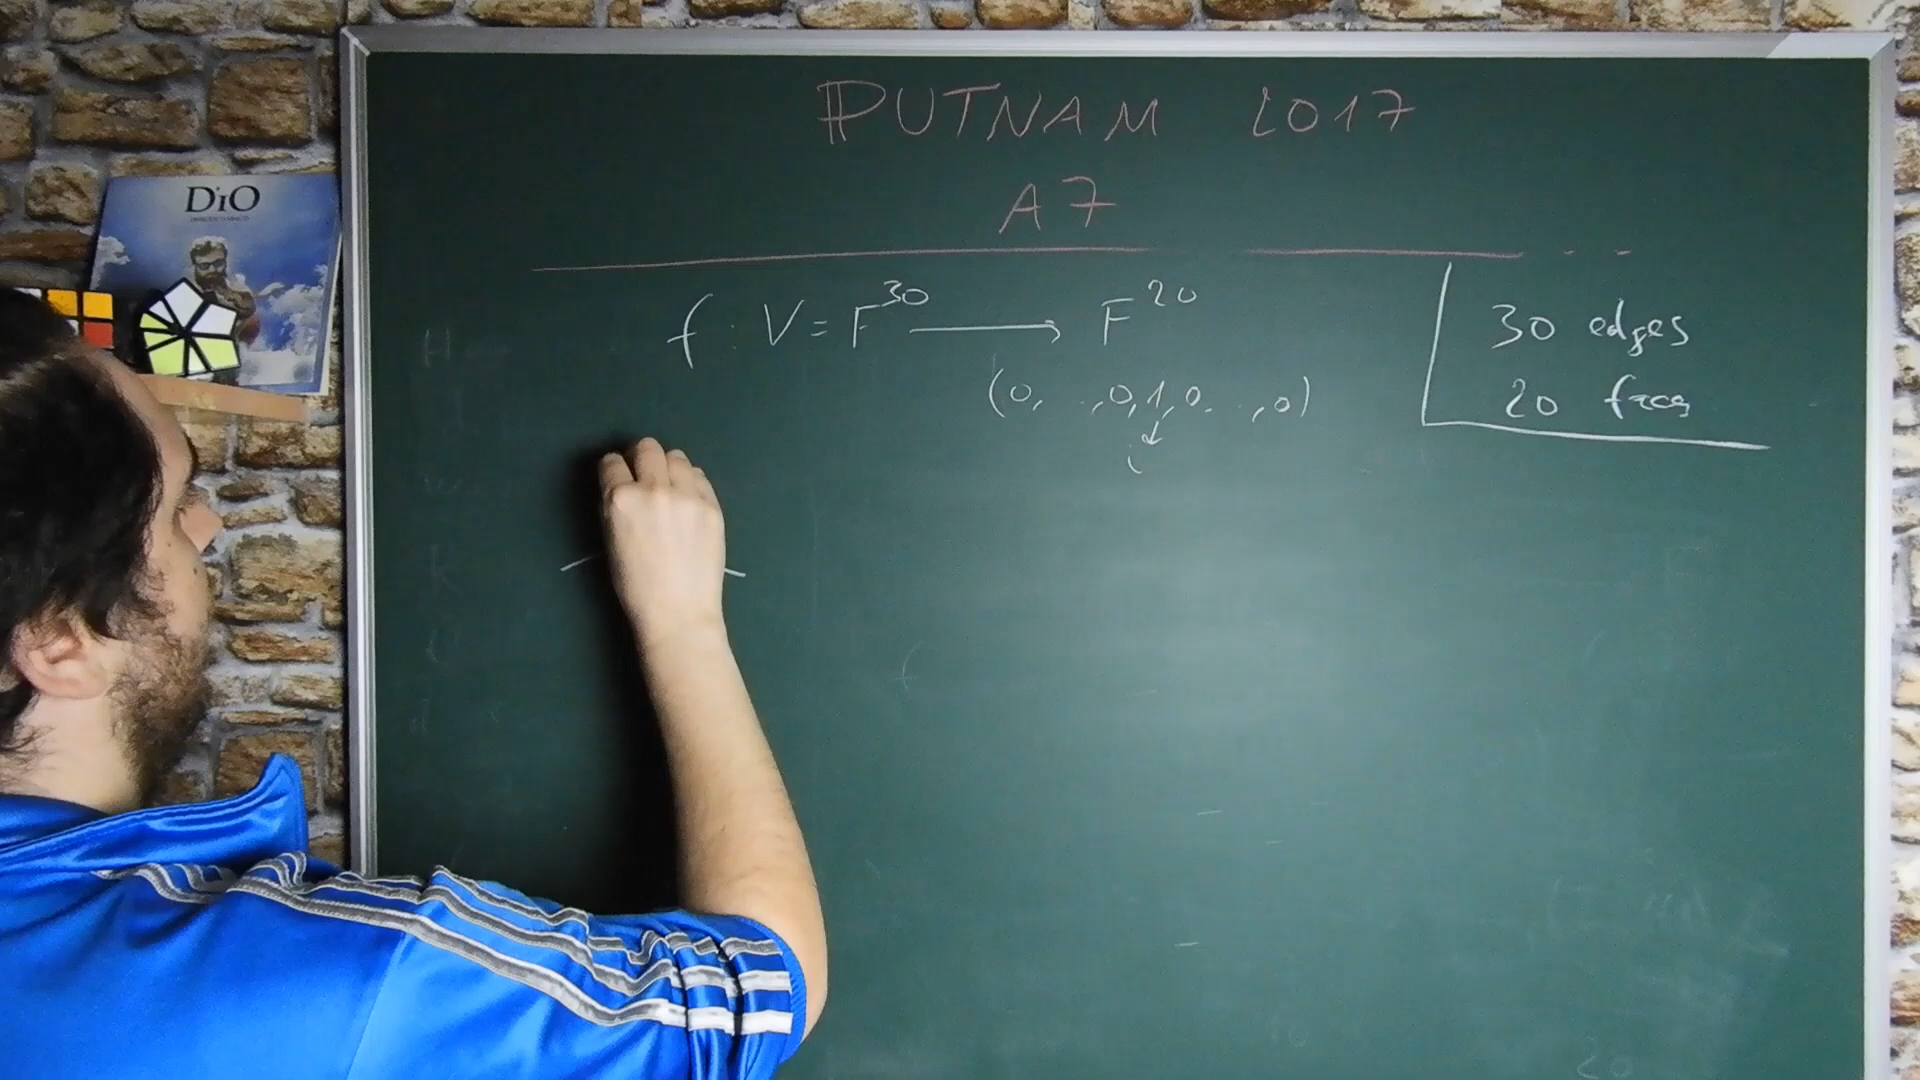 DiO
PUTNAM 2017
A7
f : V = F^30 ⟶ F^20
(0, . . , 0, 1, 0, . . , 0)
i
30 edges
20 faces